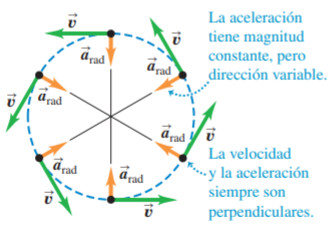 v⃗
v⃗
La aceleración
tiene magnitud
constante, pero
dirección variable.
a⃗rad
a⃗rad
a⃗rad
v⃗
v⃗
a⃗rad
a⃗rad
a⃗rad
v⃗
v⃗
La velocidad
y la aceleración
siempre son
perpendiculares.